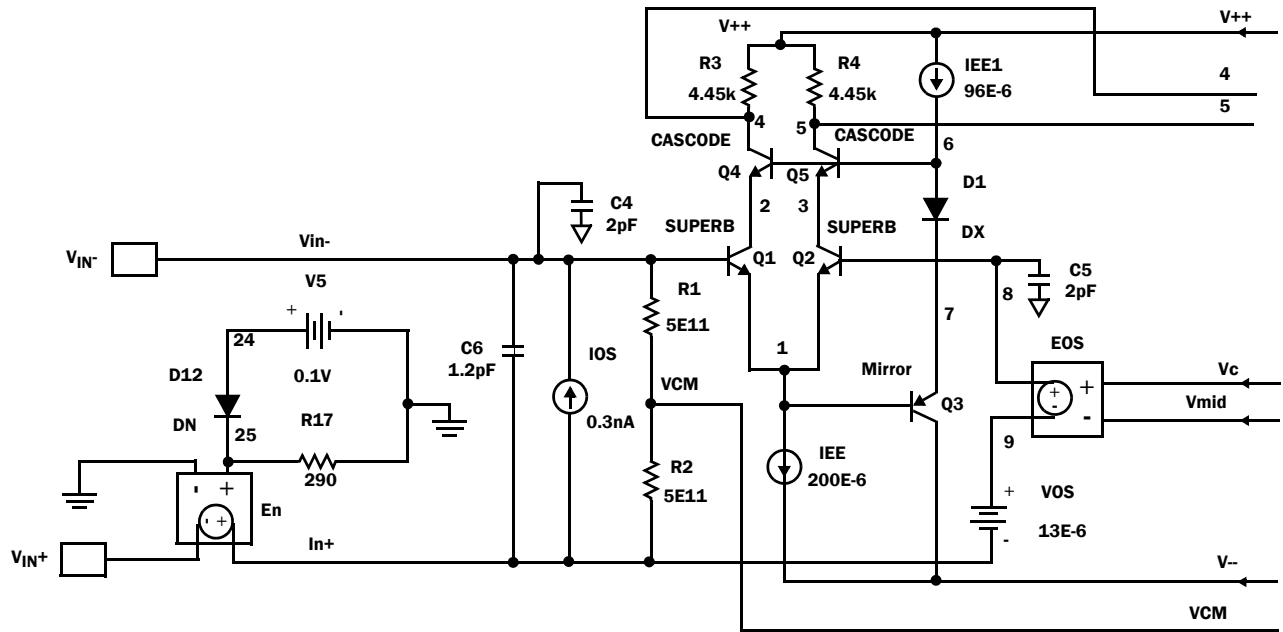 V++
V++
R3
4.45k
R4
4.45k
IEE1
96E-6
4
5
4
5
6
CASCODE
CASCODE
Q4
Q5
D1
DX
2
3
C4
2pF
SUPERB
SUPERB
VIN-
Vin-
Q1
Q2
C5
2pF
V5
+
-
R1
5E11
7
8
24
0.1V
C6
1.2pF
IOS
0.3nA
1
EOS
D12
DN
R17
290
25
VCM
Mirror
Q3
+
-
+
-
Vc
Vmid
9
R2
5E11
IEE
200E-6
-
+
-
+
En
+
VOS
13E-6
-
VIN+
In+
V--
VCM